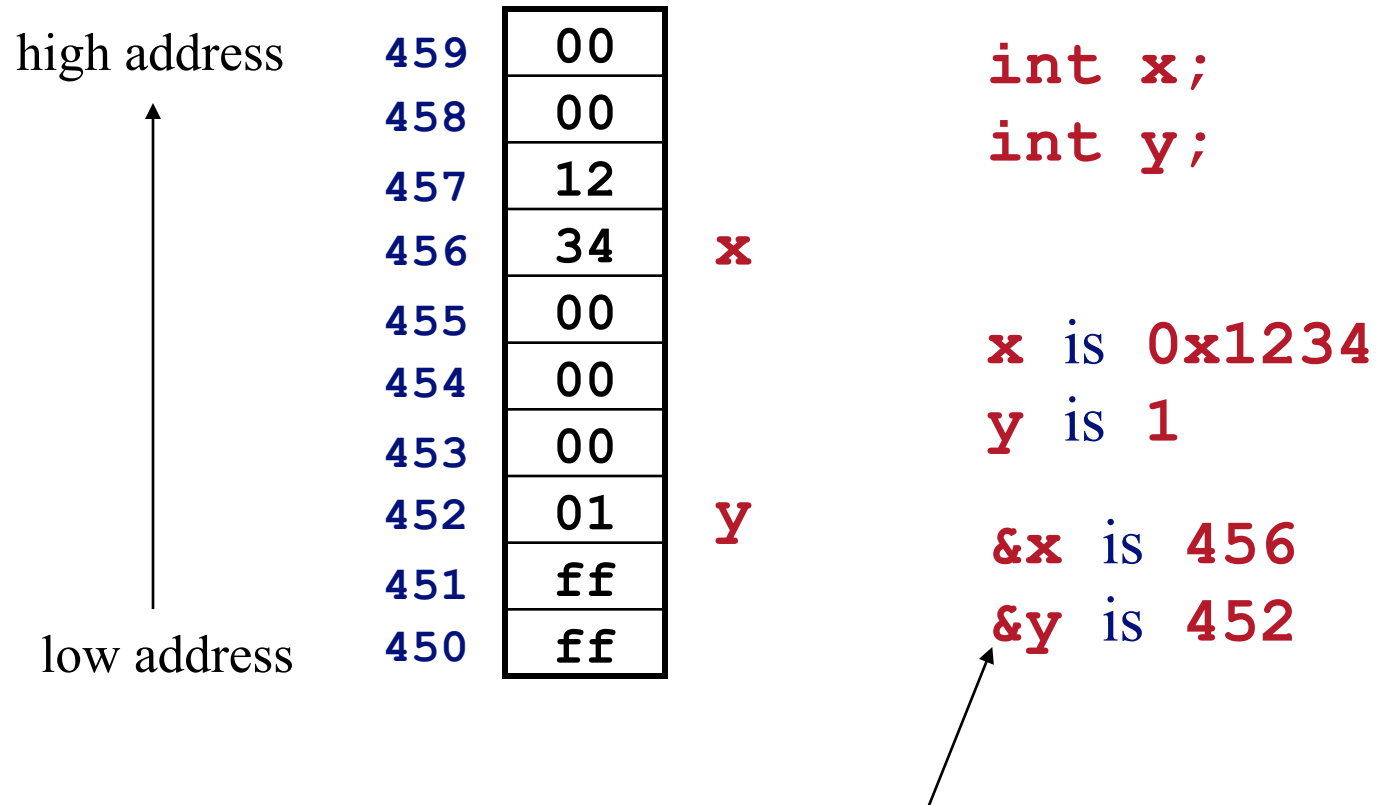 high address 459 00 int x;
458 00
int y;
457 12
456 34 x
455 00
x is 0x1234
454 00
y is 1
453 00
452 01 y
&x is 456
451 ff
&y is 452
low address 450 ff